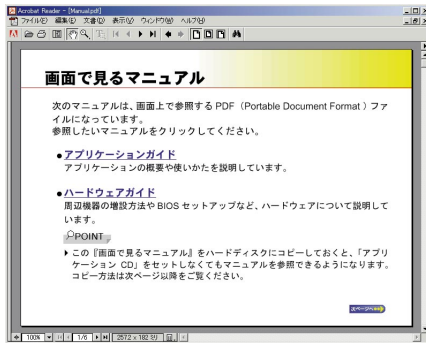 Acrobat Reader - [Manual.pdf]
ファイル(F) 編集(E) 文書(D) 表示(V) ウィンドウ(W) ヘルプ(H)
画面で見るマニュアル
次のマニュアルは、画面上で参照する PDF（Portable Document Format ）ファ
イルになっています。
参照したいマニュアルをクリックしてください。
●アプリケーションガイド
アプリケーションの概要や使いかたを説明しています。
●ハードウェアガイド
周辺機器の増設方法や BIOS セットアップなど、ハードウェアについて説明して
います。
POINT
▶ この『画面で見るマニュアル』をハードディスクにコピーしておくと、「アプリ
ケーション CD」をセットしなくてもマニュアルを参照できるようになります。
コピー方法は次ページ以降をご覧ください。
次ページへ
100% 1/6 257.2 x 182 ミリ